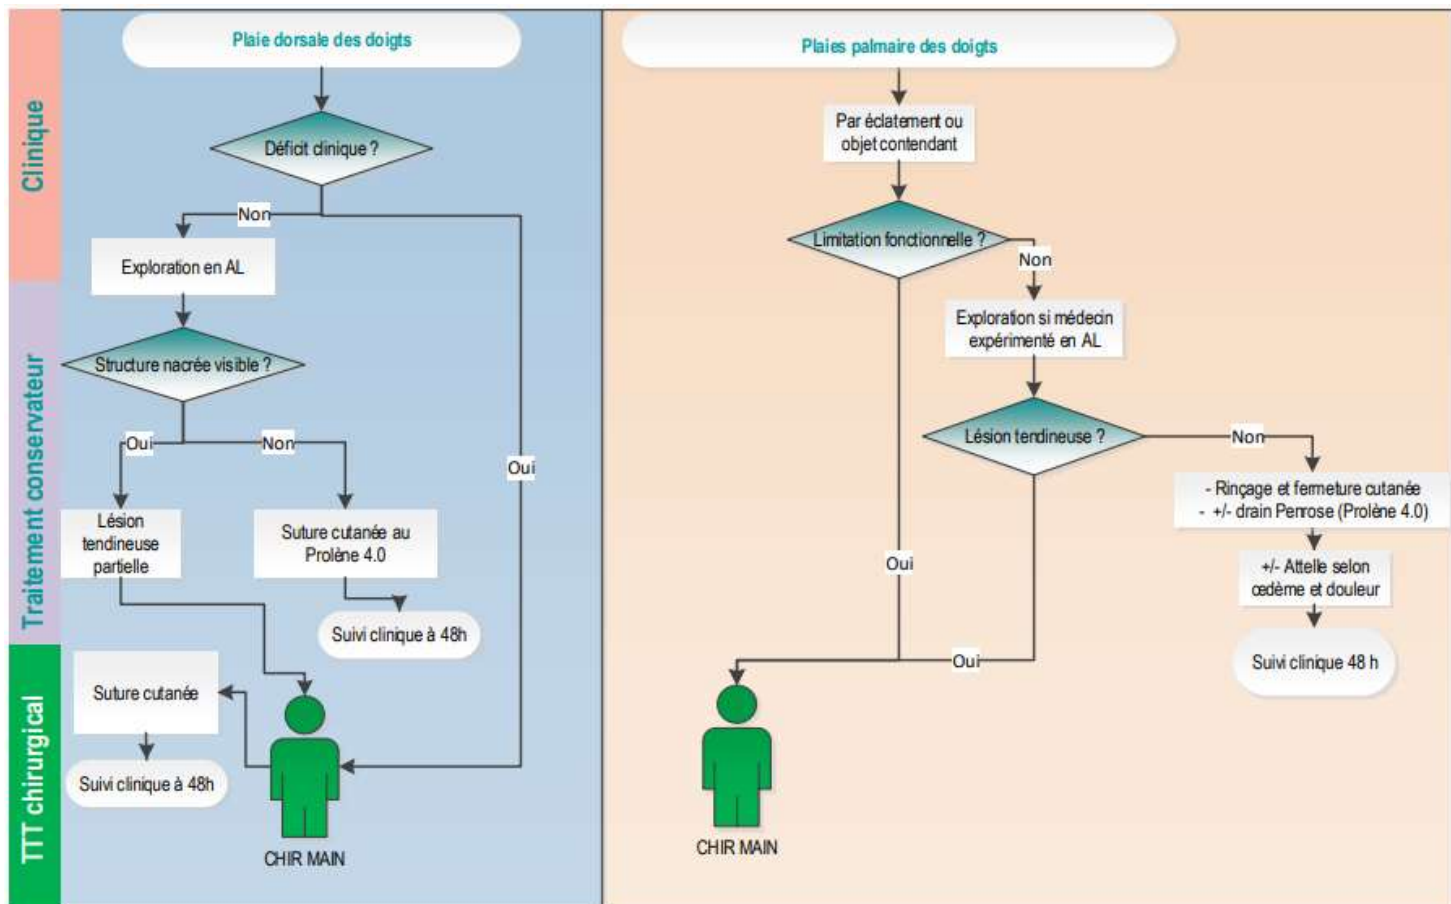 Clinique
Traitement conservateur
TTT chirurgical
Plaie dorsale des doigts
Déficit clinique ?
Non
Exploration en AL
Structure nacrée visible ?
Oui
Non
Oui
Lésion
tendineuse
partielle
Suture cutanée au
Prolène 4.0
Suivi clinique à 48h
Suture cutanée
Suivi clinique à 48h
CHIR MAIN
Plaies palmaire des doigts
Par éclatement ou
objet contendant
Limitation fonctionnelle ?
Non
Exploration si médecin
expérimenté en AL
Lésion tendineuse ?
Non
- Rinçage et fermeture cutanée
- +/- drain Penrose (Prolène 4.0)
Oui
+/- Attelle selon
œdème et douleur
Oui
Suivi clinique 48 h
CHIR MAIN